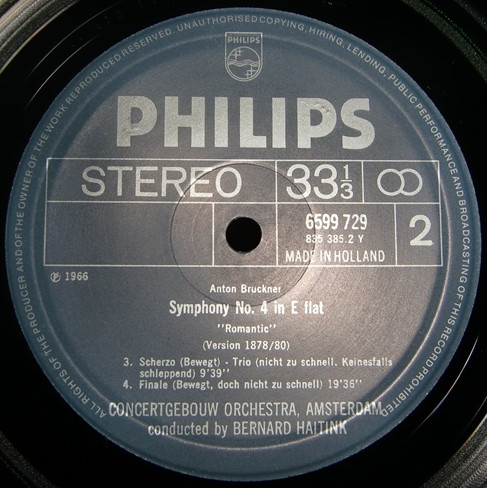 ALL RIGHTS OF THE PRODUCER AND OF THE OWNER OF THE WORK REPRODUCED RESERVED. UNAUTHORISED COPYING, HIRING, LENDING, PUBLIC PERFORMANCE AND BROADCASTING OF THIS RECORD PROHIBITED
PHILIPS
PHILIPS
STEREO 33 1/3
6599 729
835 385.2 Y
MADE IN HOLLAND
2
℗ 1966
Anton Bruckner
Symphony No. 4 in E flat
''Romantic''
(Version 1878/80)
3. Scherzo (Bewegt) - Trio (nicht zu schnell. Keinesfalls
schleppend) 9'39''
4. Finale (Bewegt, doch nicht zu schnell) 19'36''
CONCERTGEBOUW ORCHESTRA, AMSTERDAM
conducted by BERNARD HAITINK